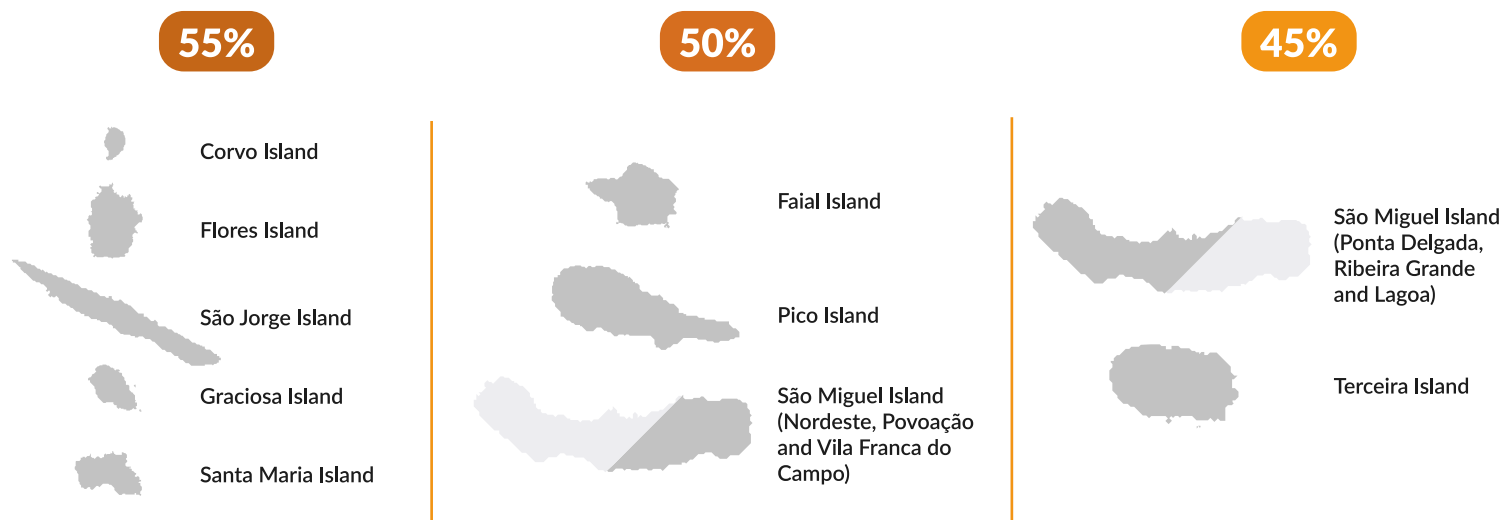 55%
Corvo Island
Flores Island
São Jorge Island
Graciosa Island
Santa Maria Island
50%
Faial Island
Pico Island
São Miguel Island
(Nordeste, Povoação
and Vila Franca do
Campo)
45%
São Miguel Island
(Ponta Delgada,
Ribeira Grande
and Lagoa)
Terceira Island